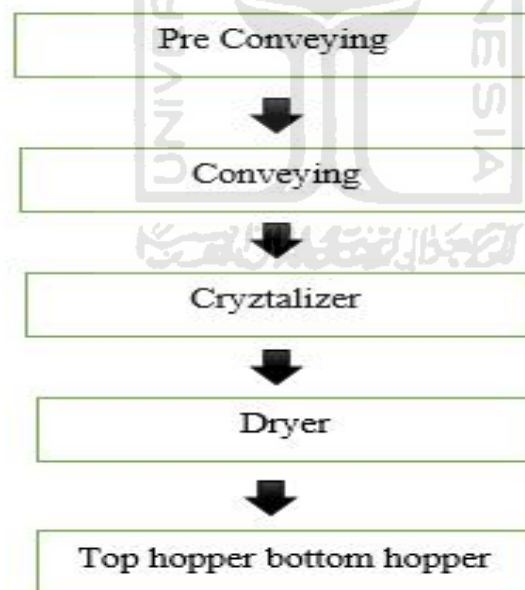 Pre Conveying
Conveying
Cryztalizer
Dryer
Top hopper bottom hopper